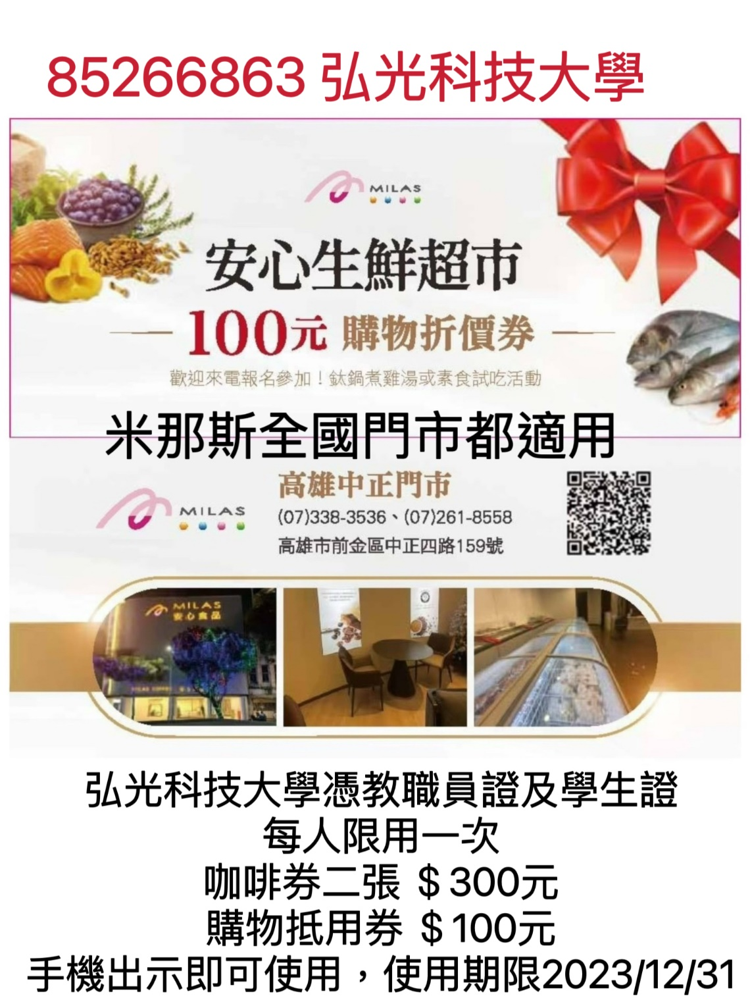 85266863 弘光科技大學
MILAS
安心生鮮超市
100元 購物折價券
歡迎來電報名參加！鈦鍋煮雞湯或素食試吃活動
米那斯全國門市都適用
高雄中正門市
MILAS
(07)338-3536、(07)261-8558
高雄市前金區中正四路159號
MILAS
安心食品
弘光科技大學憑教職員證及學生證
每人限用一次
咖啡券二張 $300元
購物抵用券 $100元
手機出示即可使用，使用期限2023/12/31